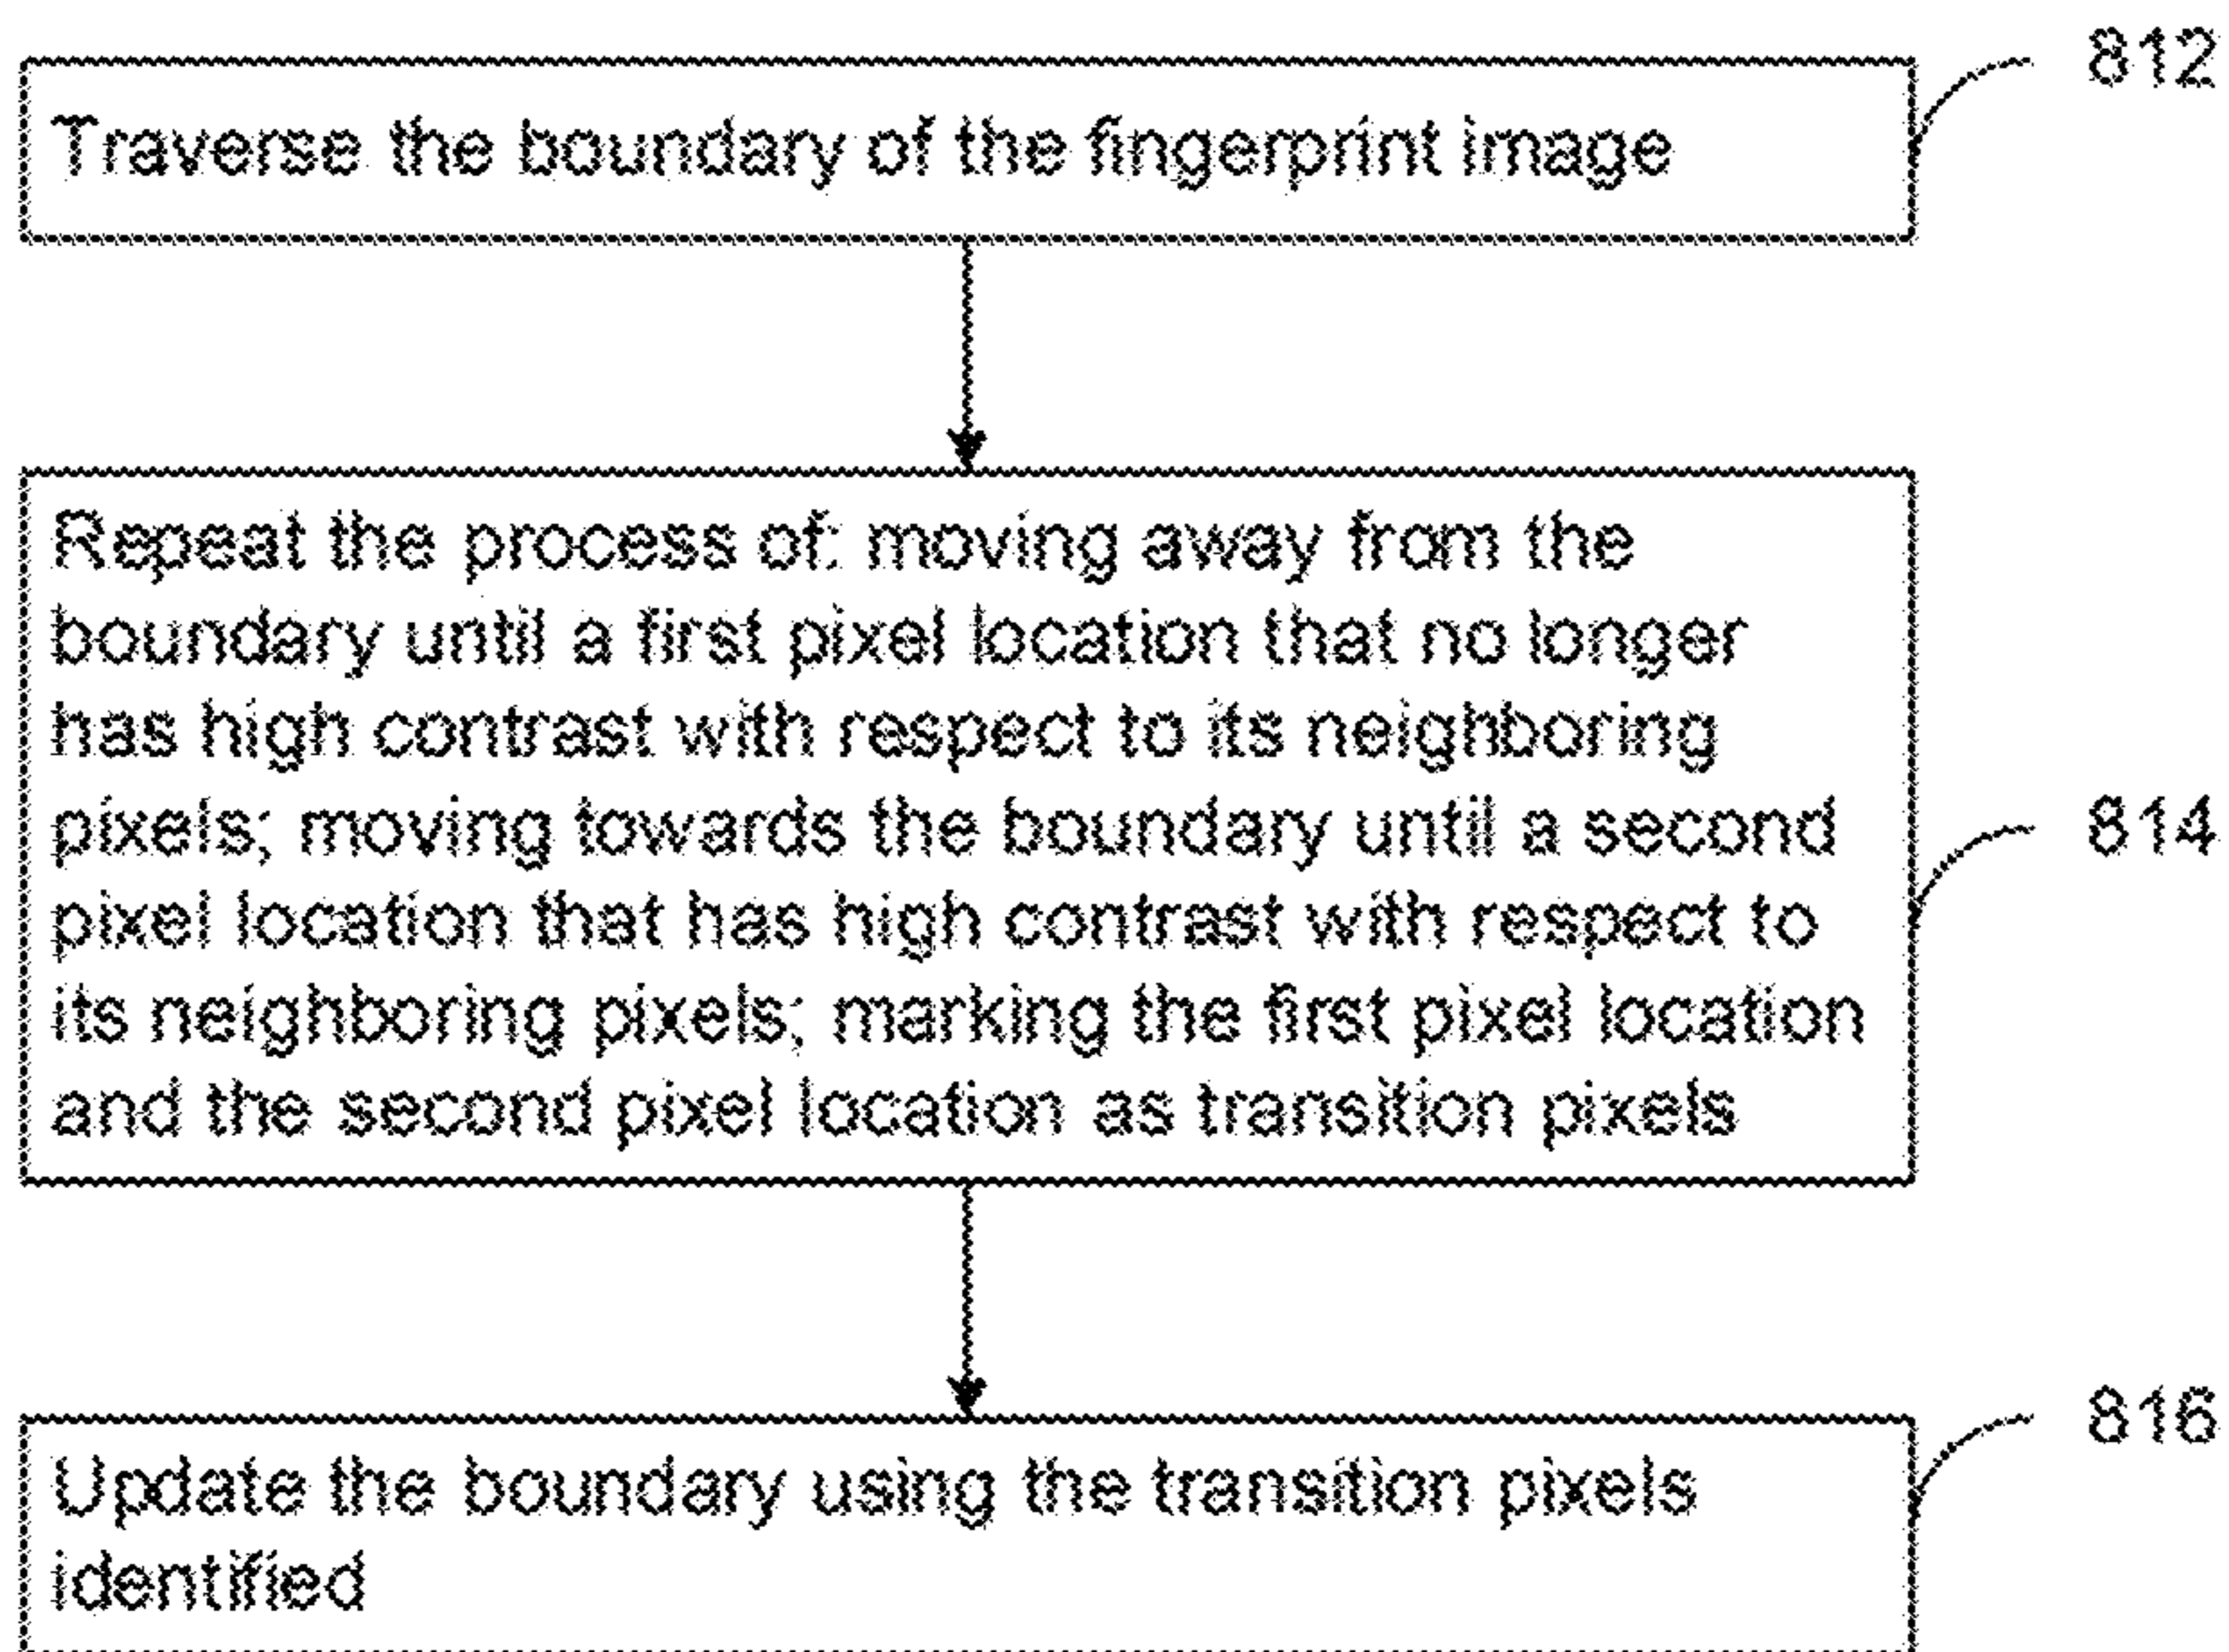 812
Traverse the boundary of the fingerprint image
Repeat the process of: moving away from the
boundary until a first pixel location that no longer
has high contrast with respect to its neighboring
pixels; moving towards the boundary until a second
814
pixel location that has high contrast with respect to
its neighboring pixels; marking the first pixel location
and the second pixel location as transition pixels
816
Update the boundary using the transition pixels
identified